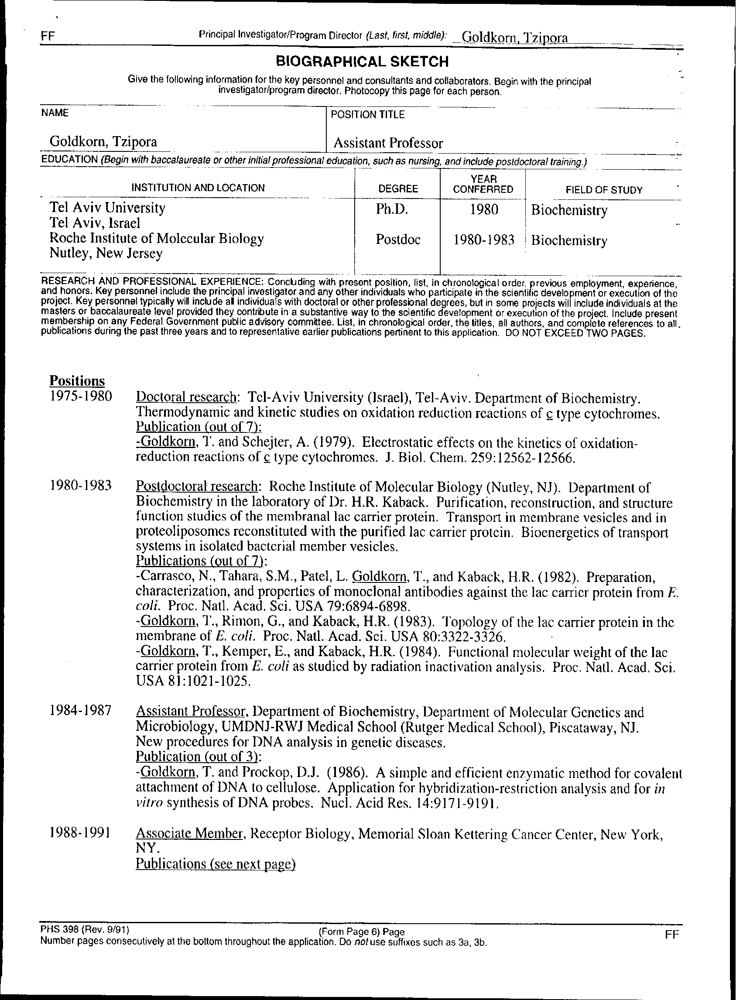 FF
Principal Investigator/Program Director (Last, first, middle): Goldkorn, Tzipora
BIOGRAPHICAL SKETCH
Give the following information for the key personnel and consultants and collaborators. Begin with the principal
investigator/program director. Photocopy this page for each person.
NAME
POSITION TITLE
Goldkorn, Tzipora
Assistant Professor
EDUCATION (Begin with baccalaureate or other initial professional education, such as nursing, and include postdoctoral training.)
INSTITUTION AND LOCATION
DEGREE
YEAR
CONFERRED
FIELD OF STUDY
Tel Aviv University
Ph.D.
1980
Biochemistry
Tel Aviv, Israel
Roche Institute of Molecular Biology
Postdoc
1980-1983
Biochemistry
Nutley, New Jersey
RESEARCH AND PROFESSIONAL EXPERIENCE: Concluding with present position, list, in chronological order, previous employment, experience,
and honors. Key personnel include the principal investigator and any other individuals who participate in the scientific development or execution of the
project. Key personnel typically will include all individuals with doctoral or other professional degrees, but in some projects will include individuals at the
masters or baccalaureate level provided they contribute in a substantive way to the scientific development or execution of the project. Include present
membership on any Federal Government public advisory committee. List, in chronological order, the titles, all authors, and complete references to all
publications during the past three years and to representative earlier publications pertinent to this application. DO NOT EXCEED TWO PAGES.
Positions
1975-1980 Doctoral research: Tel-Aviv University (Israel), Tel-Aviv. Department of Biochemistry.
Thermodynamic and kinetic studies on oxidation reduction reactions of c type cytochromes.
Publication (out of 7):
-Goldkorn, T. and Schejter, A. (1979). Electrostatic effects on the kinetics of oxidation-
reduction reactions of c type cytochromes. J. Biol. Chem. 259:12562-12566.
1980-1983 Postdoctoral research: Roche Institute of Molecular Biology (Nutley, NJ). Department of
Biochemistry in the laboratory of Dr. H.R. Kaback. Purification, reconstruction, and structure
function studies of the membranal lac carrier protein. Transport in membrane vesicles and in
proteoliposomes reconstituted with the purified lac carrier protein. Bioenergetics of transport
systems in isolated bacterial member vesicles.
Publications (out of 7):
-Carrasco, N., Tahara, S.M., Patel, L. Goldkorn, T., and Kaback, H.R. (1982). Preparation,
characterization, and properties of monoclonal antibodies against the lac carrier protein from E.
coli. Proc. Natl. Acad. Sci. USA 79:6894-6898.
-Goldkorn, T., Rimon, G., and Kaback, H.R. (1983). Topology of the lac carrier protein in the
membrane of E. coli. Proc. Natl. Acad. Sci. USA 80:3322-3326.
-Goldkorn, T., Kemper, E., and Kaback, H.R. (1984). Functional molecular weight of the lac
carrier protein from E. coli as studied by radiation inactivation analysis. Proc. Natl. Acad. Sci.
USA 81:1021-1025.
1984-1987 Assistant Professor, Department of Biochemistry, Department of Molecular Genetics and
Microbiology, UMDNJ-RWJ Medical School (Rutger Medical School), Piscataway, NJ.
New procedures for DNA analysis in genetic diseases.
Publication (out of 3):
-Goldkorn, T. and Prockop, D.J. (1986). A simple and efficient enzymatic method for covalent
attachment of DNA to cellulose. Application for hybridization-restriction analysis and for in
vitro synthesis of DNA probes. Nucl. Acid Res. 14:9171-9191.
1988-1991 Associate Member, Receptor Biology, Memorial Sloan Kettering Cancer Center, New York,
NY.
Publications (see next page)
PHS 398 (Rev. 9/91)
(Form Page 6) Page
FF
Number pages consecutively at the bottom throughout the application. Do not use suffixes such as 3a, 3b.